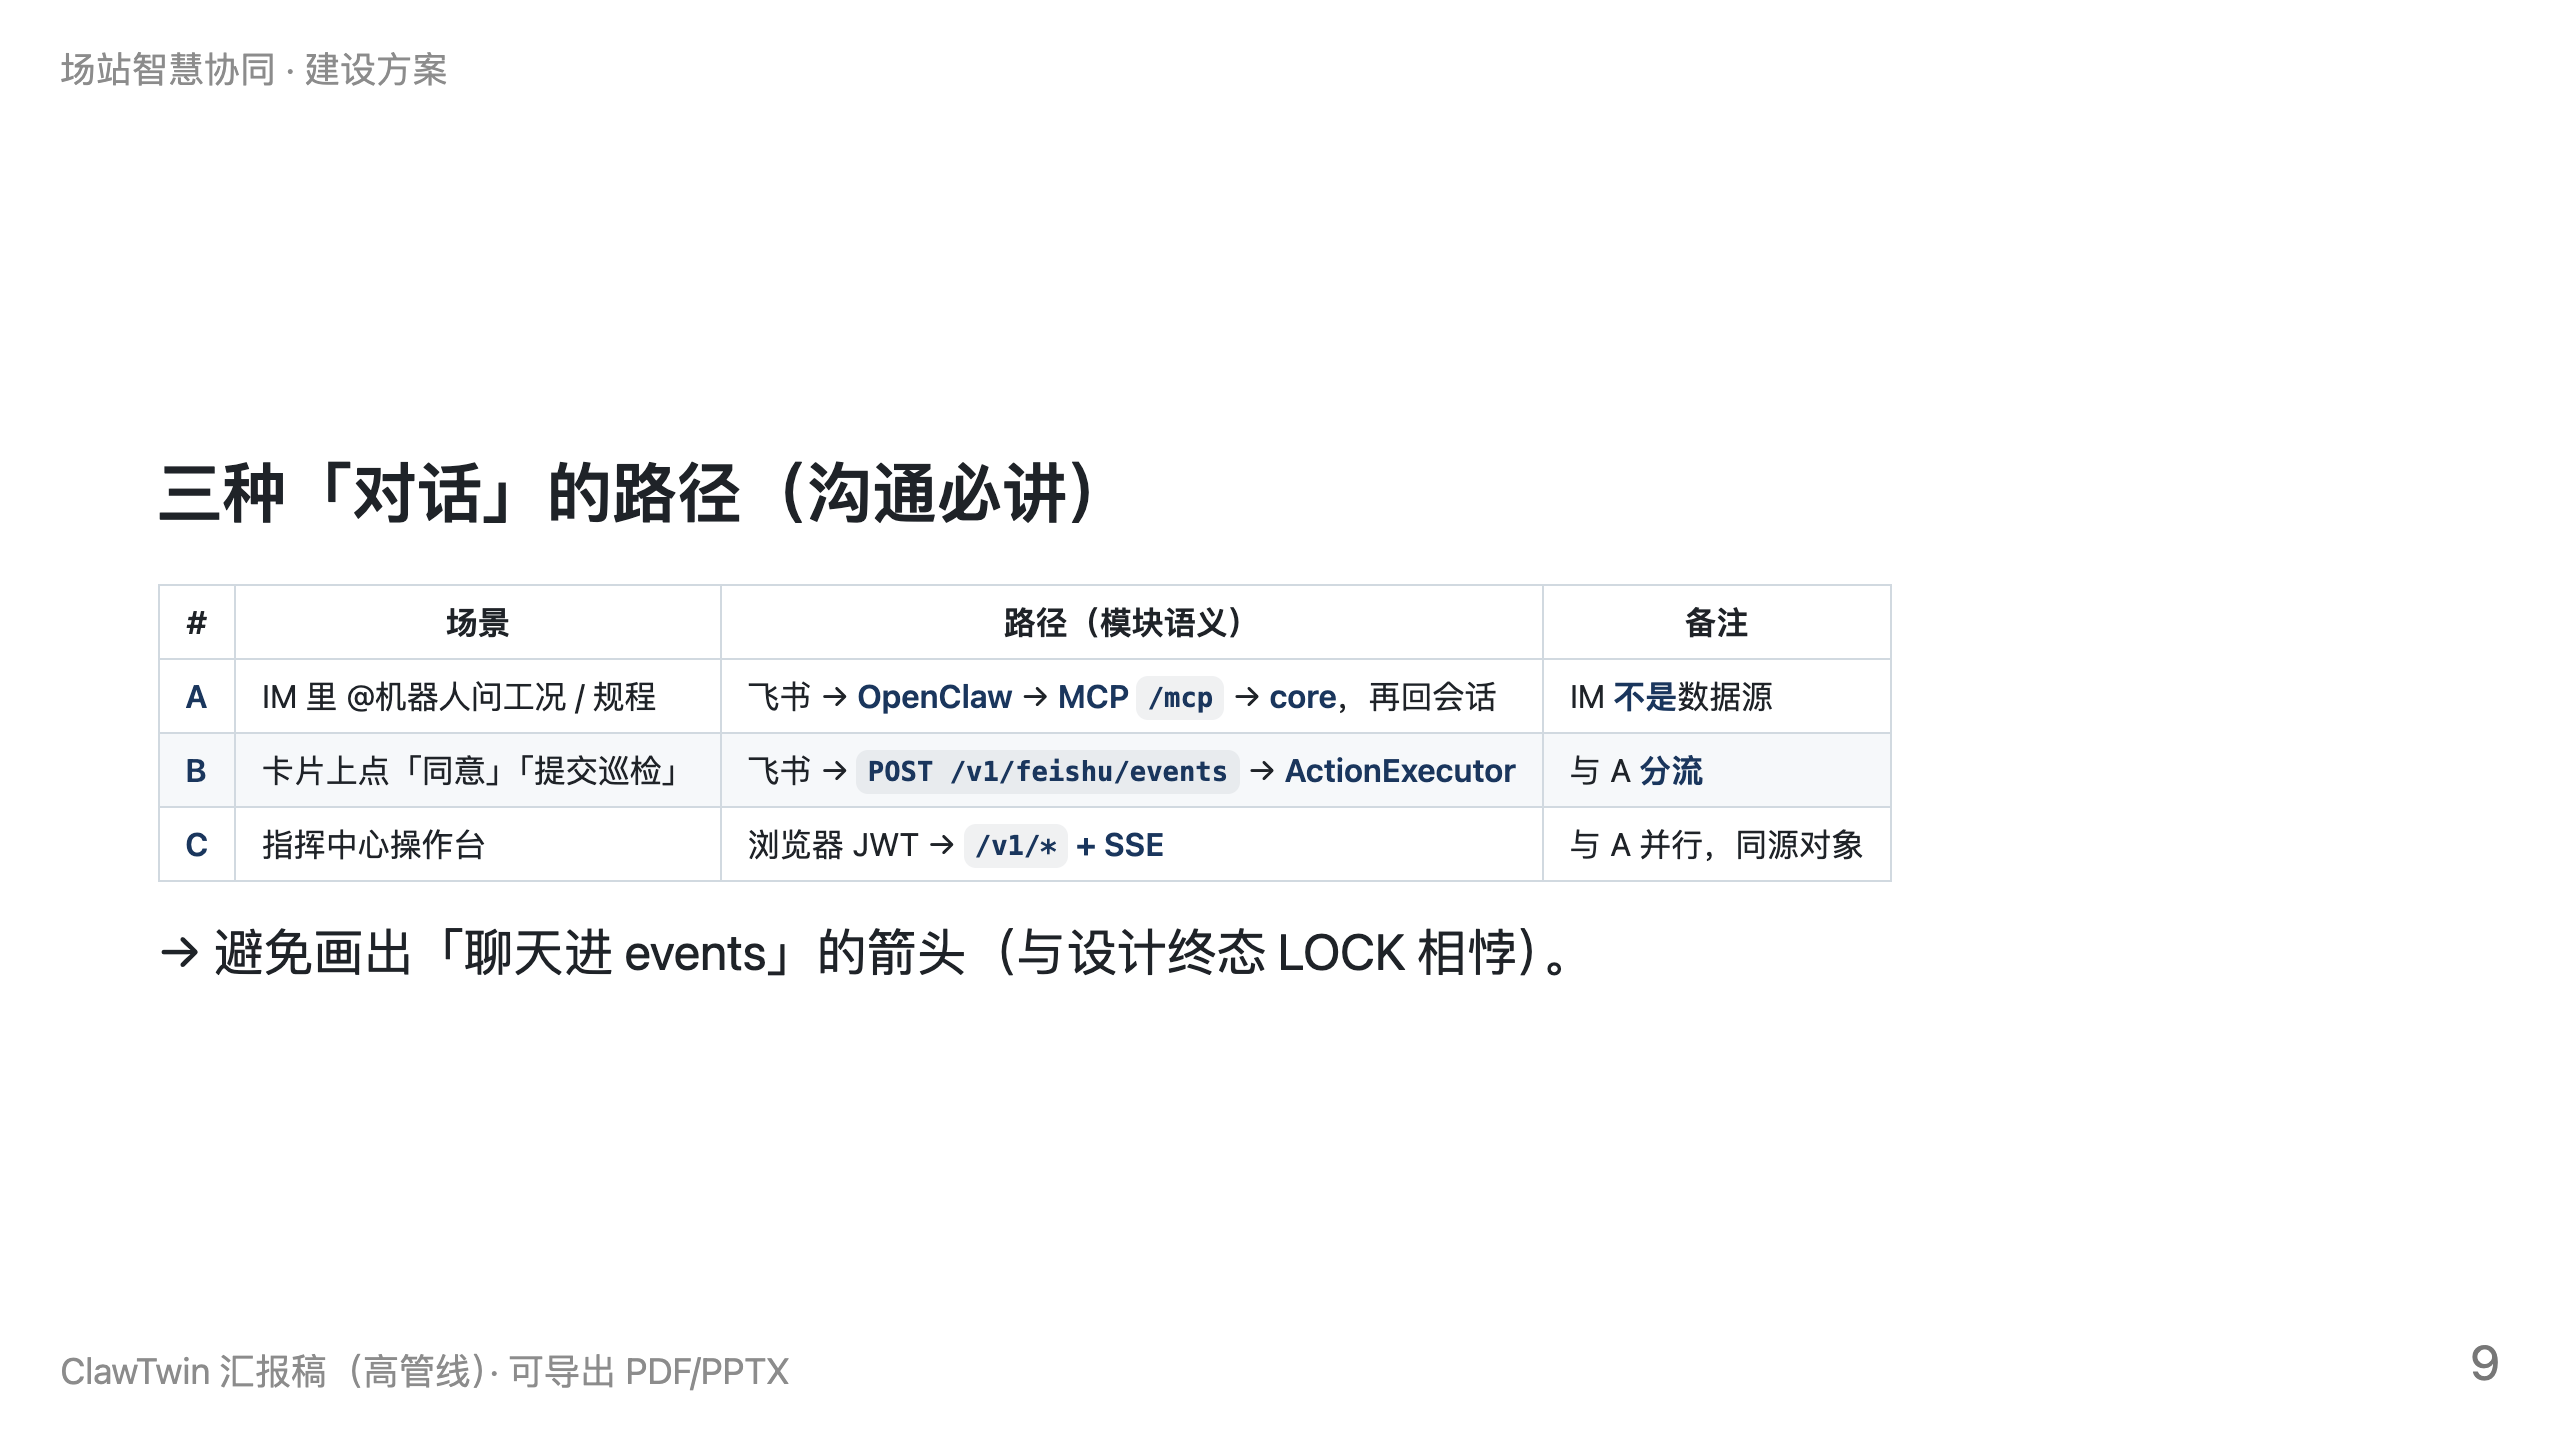 场站智慧协同 · 建设方案
三种「对话」的路径（沟通必讲）
# 场景 路径（模块语义） 备注
A IM 里 @机器人问工况 / 规程 飞书 → OpenClaw → MCP /mcp → core，再回会话 IM 不是数据源
B 卡片上点「同意」「提交巡检」 飞书 → POST /v1/feishu/events → ActionExecutor 与 A 分流
C 指挥中心操作台 浏览器 JWT → /v1/* + SSE 与 A 并行，同源对象
→ 避免画出「聊天进 events」的箭头（与设计终态 LOCK 相悖）。
ClawTwin 汇报稿（高管线）· 可导出 PDF/PPTX
9